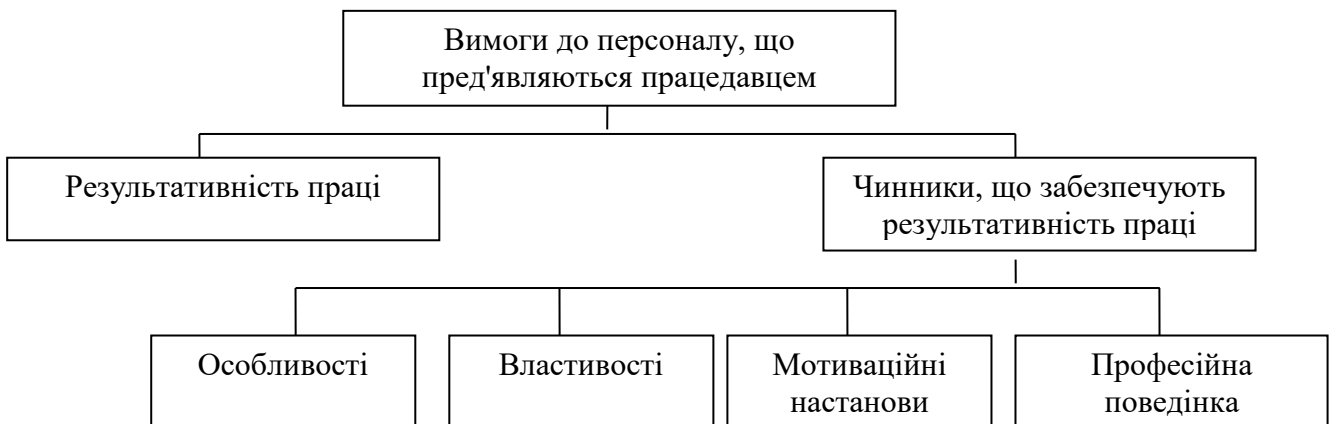 Вимоги до персоналу, що
пред'являються працедавцем
Результативність праці
Чинники, що забезпечують
результативність праці
Особливості
Властивості
Мотиваційні
настанови
Професійна
поведінка